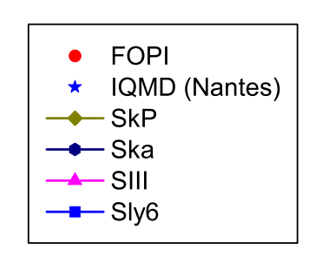 FOPI
IQMD (Nantes)
SkP
Ska
SIII
Sly6